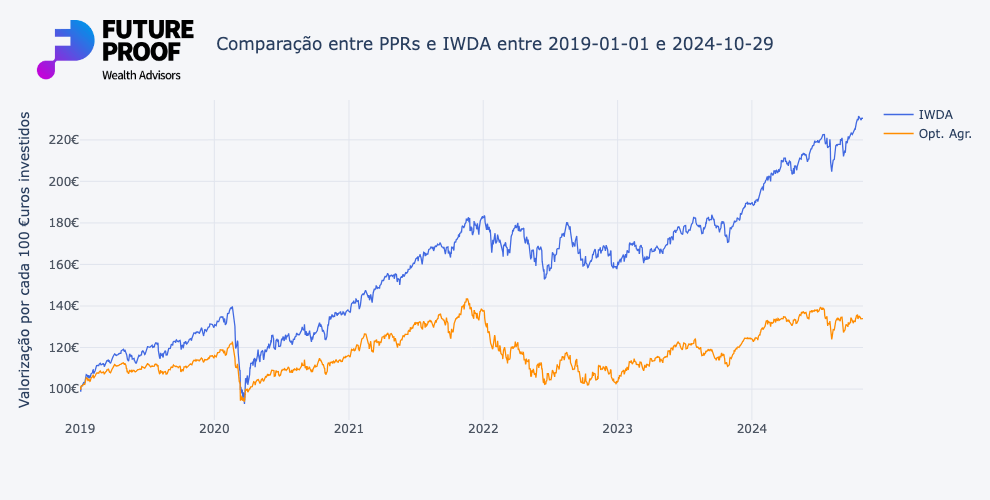 FUTURE
PROOF
Wealth Advisors
Comparação entre PPRs e IWDA entre 2019-01-01 e 2024-10-29
Valorização por cada 100 €uros investidos
220€
200€
180€
160€
140€
120€
100€
2019
2020
2021
2022
2023
2024
IWDA
Opt. Agr.